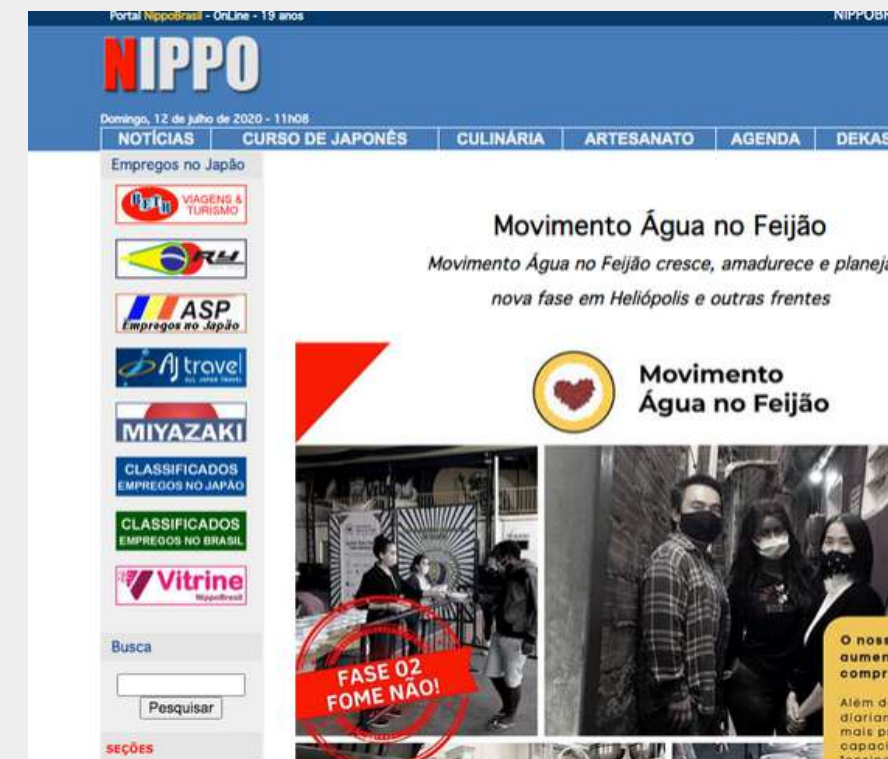 Portal NippoBrasil - OnLine - 19 anos
NIPPO
Domingo, 12 de julho de 2020 - 11h08
NOTÍCIAS
CURSO DE JAPONÊS
CULINÁRIA
ARTESANATO
AGENDA
Empregos no Japão
BETH VIAGENS &
TURISMO
ASP
Empregos no Japão
AJ travel
ALL JAPAN TRAVEL
MIYAZAKI
CLASSIFICADOS
EMPREGOS NO JAPÃO
CLASSIFICADOS
EMPREGOS NO BRASIL
Vitrine
NippoBrasil
Busca
Pesquisar
SEÇÕES
Movimento Água no Feijão
Movimento Água no Feijão cresce, amadurece e planeja
nova fase em Heliópolis e outras frentes
Movimento
Água no Feijão
FASE 02
FOME NÃO!
O noss
aumen
compr
Além d
diarian
mais p
capaci